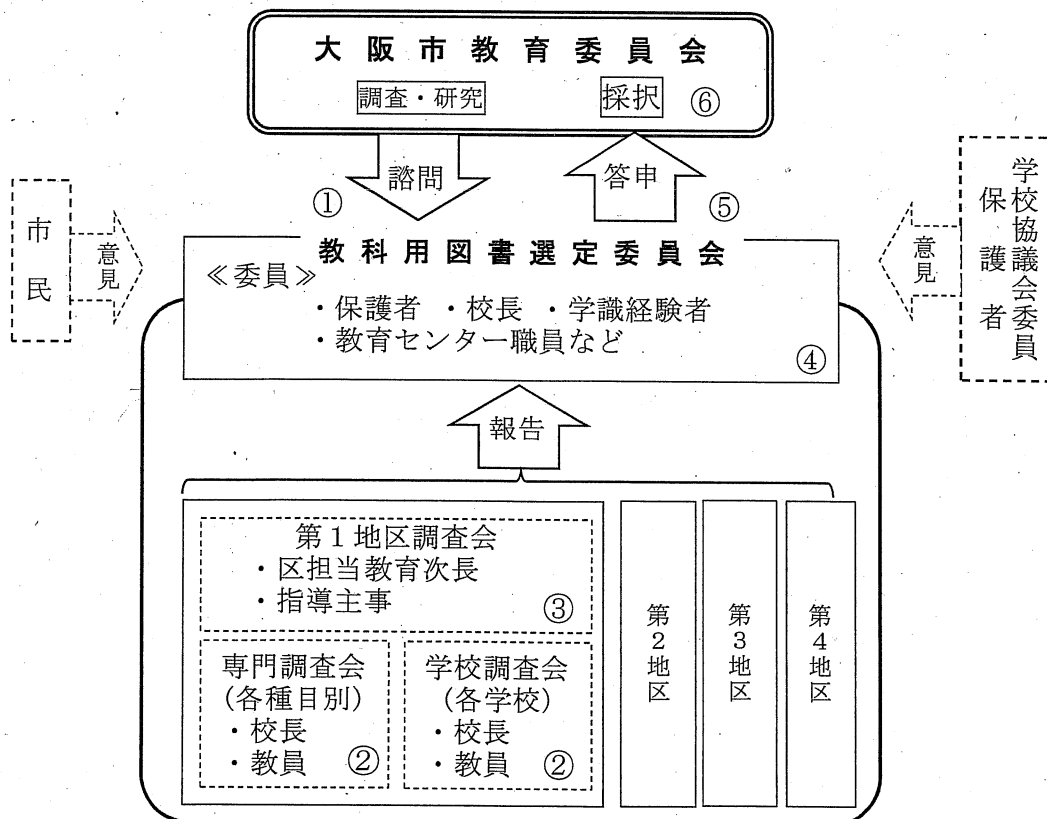 大阪市教育委員会
調査・研究
採択 ⑥
① 諮問
答申 ⑤
市民
意見
学校協議会委員
保護者
意見
教科用図書選定委員会
≪委員≫
・保護者 ・校長 ・学識経験者
・教育センター職員など
④
報告
第1地区調査会
・区担当教育次長
・指導主事
③
専門調査会
(各種目別)
・校長
・教員 ②
学校調査会
(各学校)
・校長
・教員 ②
第2地区
第3地区
第4地区